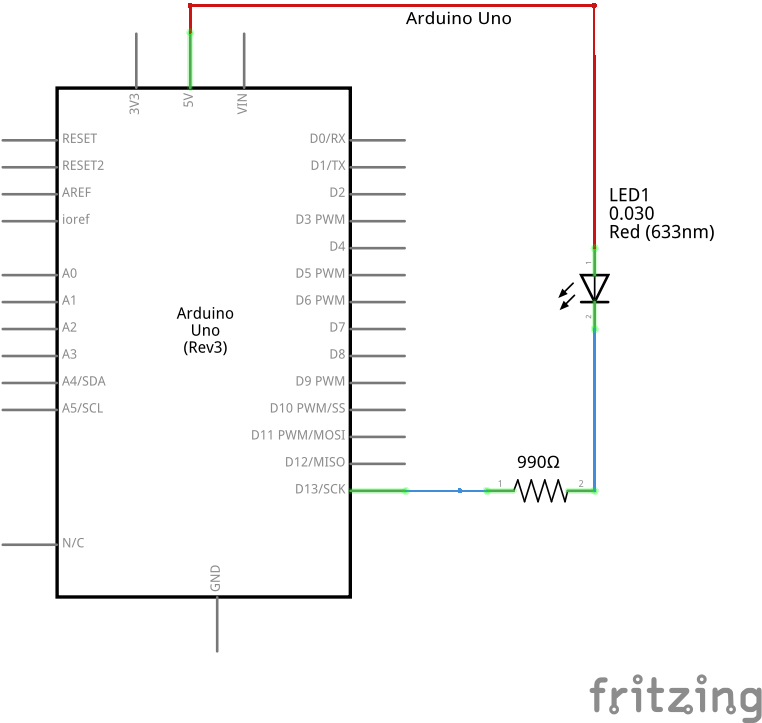 Arduino Uno
3V3
5V
VIN
RESET
RESET2
AREF
ioref
A0
A1
A2
A3
A4/SDA
A5/SCL
N/C
Arduino
Uno
(Rev3)
D0/RX
D1/TX
D2
D3 PWM
D4
D5 PWM
D6 PWM
D7
D8
D9 PWM
D10 PWM/SS
D11 PWM/MOSI
D12/MISO
D13/SCK
GND
LED1
0.030
Red (633nm)
1
2
990Ω
1
2
fritzing